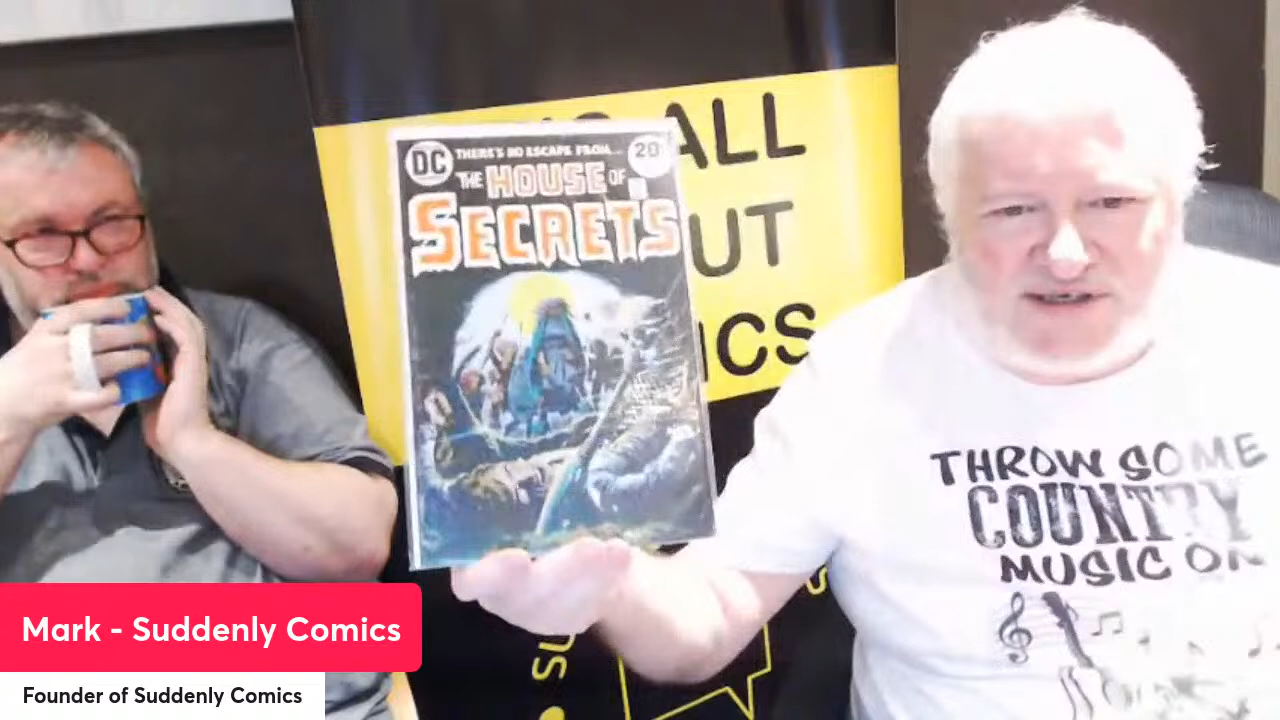 ALL
UT
ICS
DC
THERE'S NO ESCAPE FROM...
20
THE HOUSE OF
SECRETS
THROW SOME
COUNTRY
MUSIC ON
SU
Mark - Suddenly Comics
Founder of Suddenly Comics